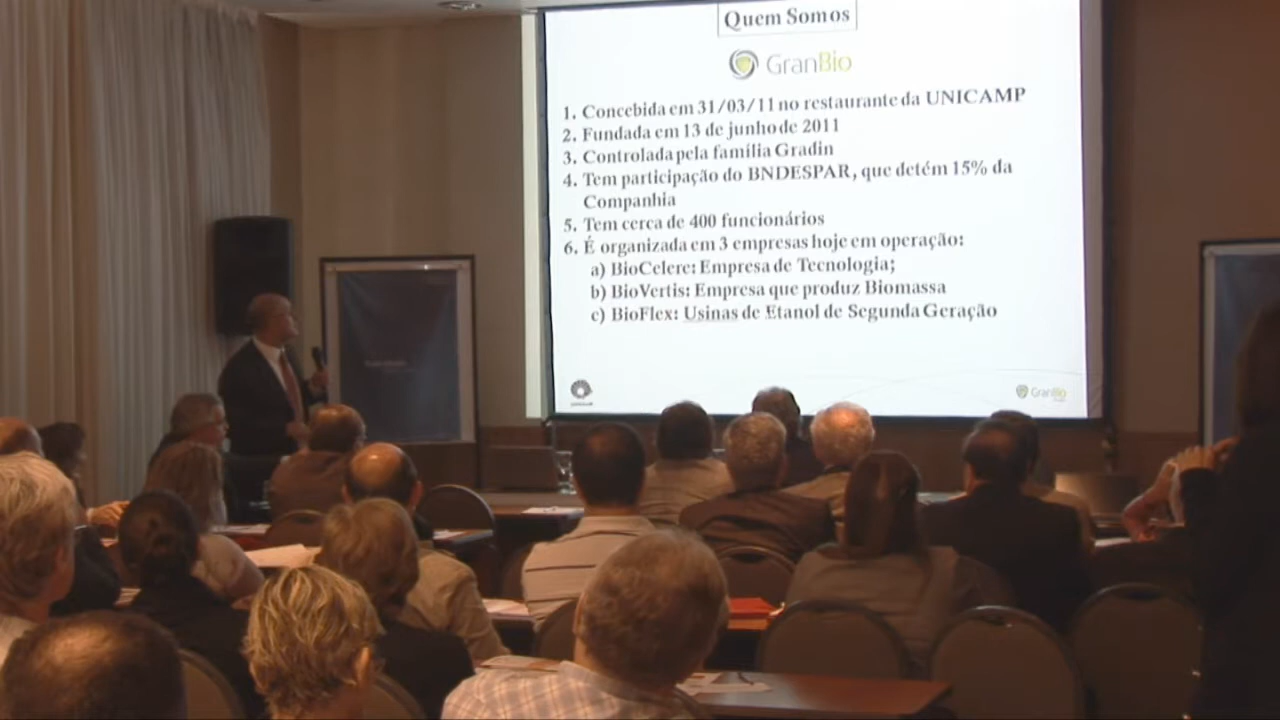 Quem Somos
GranBio
1. Concebida em 31/03/11 no restaurante da UNICAMP
2. Fundada em 13 de junho de 2011
3. Controlada pela família Gradin
4. Tem participação do BNDESPAR, que detém 15% da
Companhia
5. Tem cerca de 400 funcionários
6. É organizada em 3 empresas hoje em operação:
a) BioCelere: Empresa de Tecnologia;
b) BioVertis: Empresa que produz Biomassa
c) BioFlex: Usinas de Etanol de Segunda Geração
GranBio